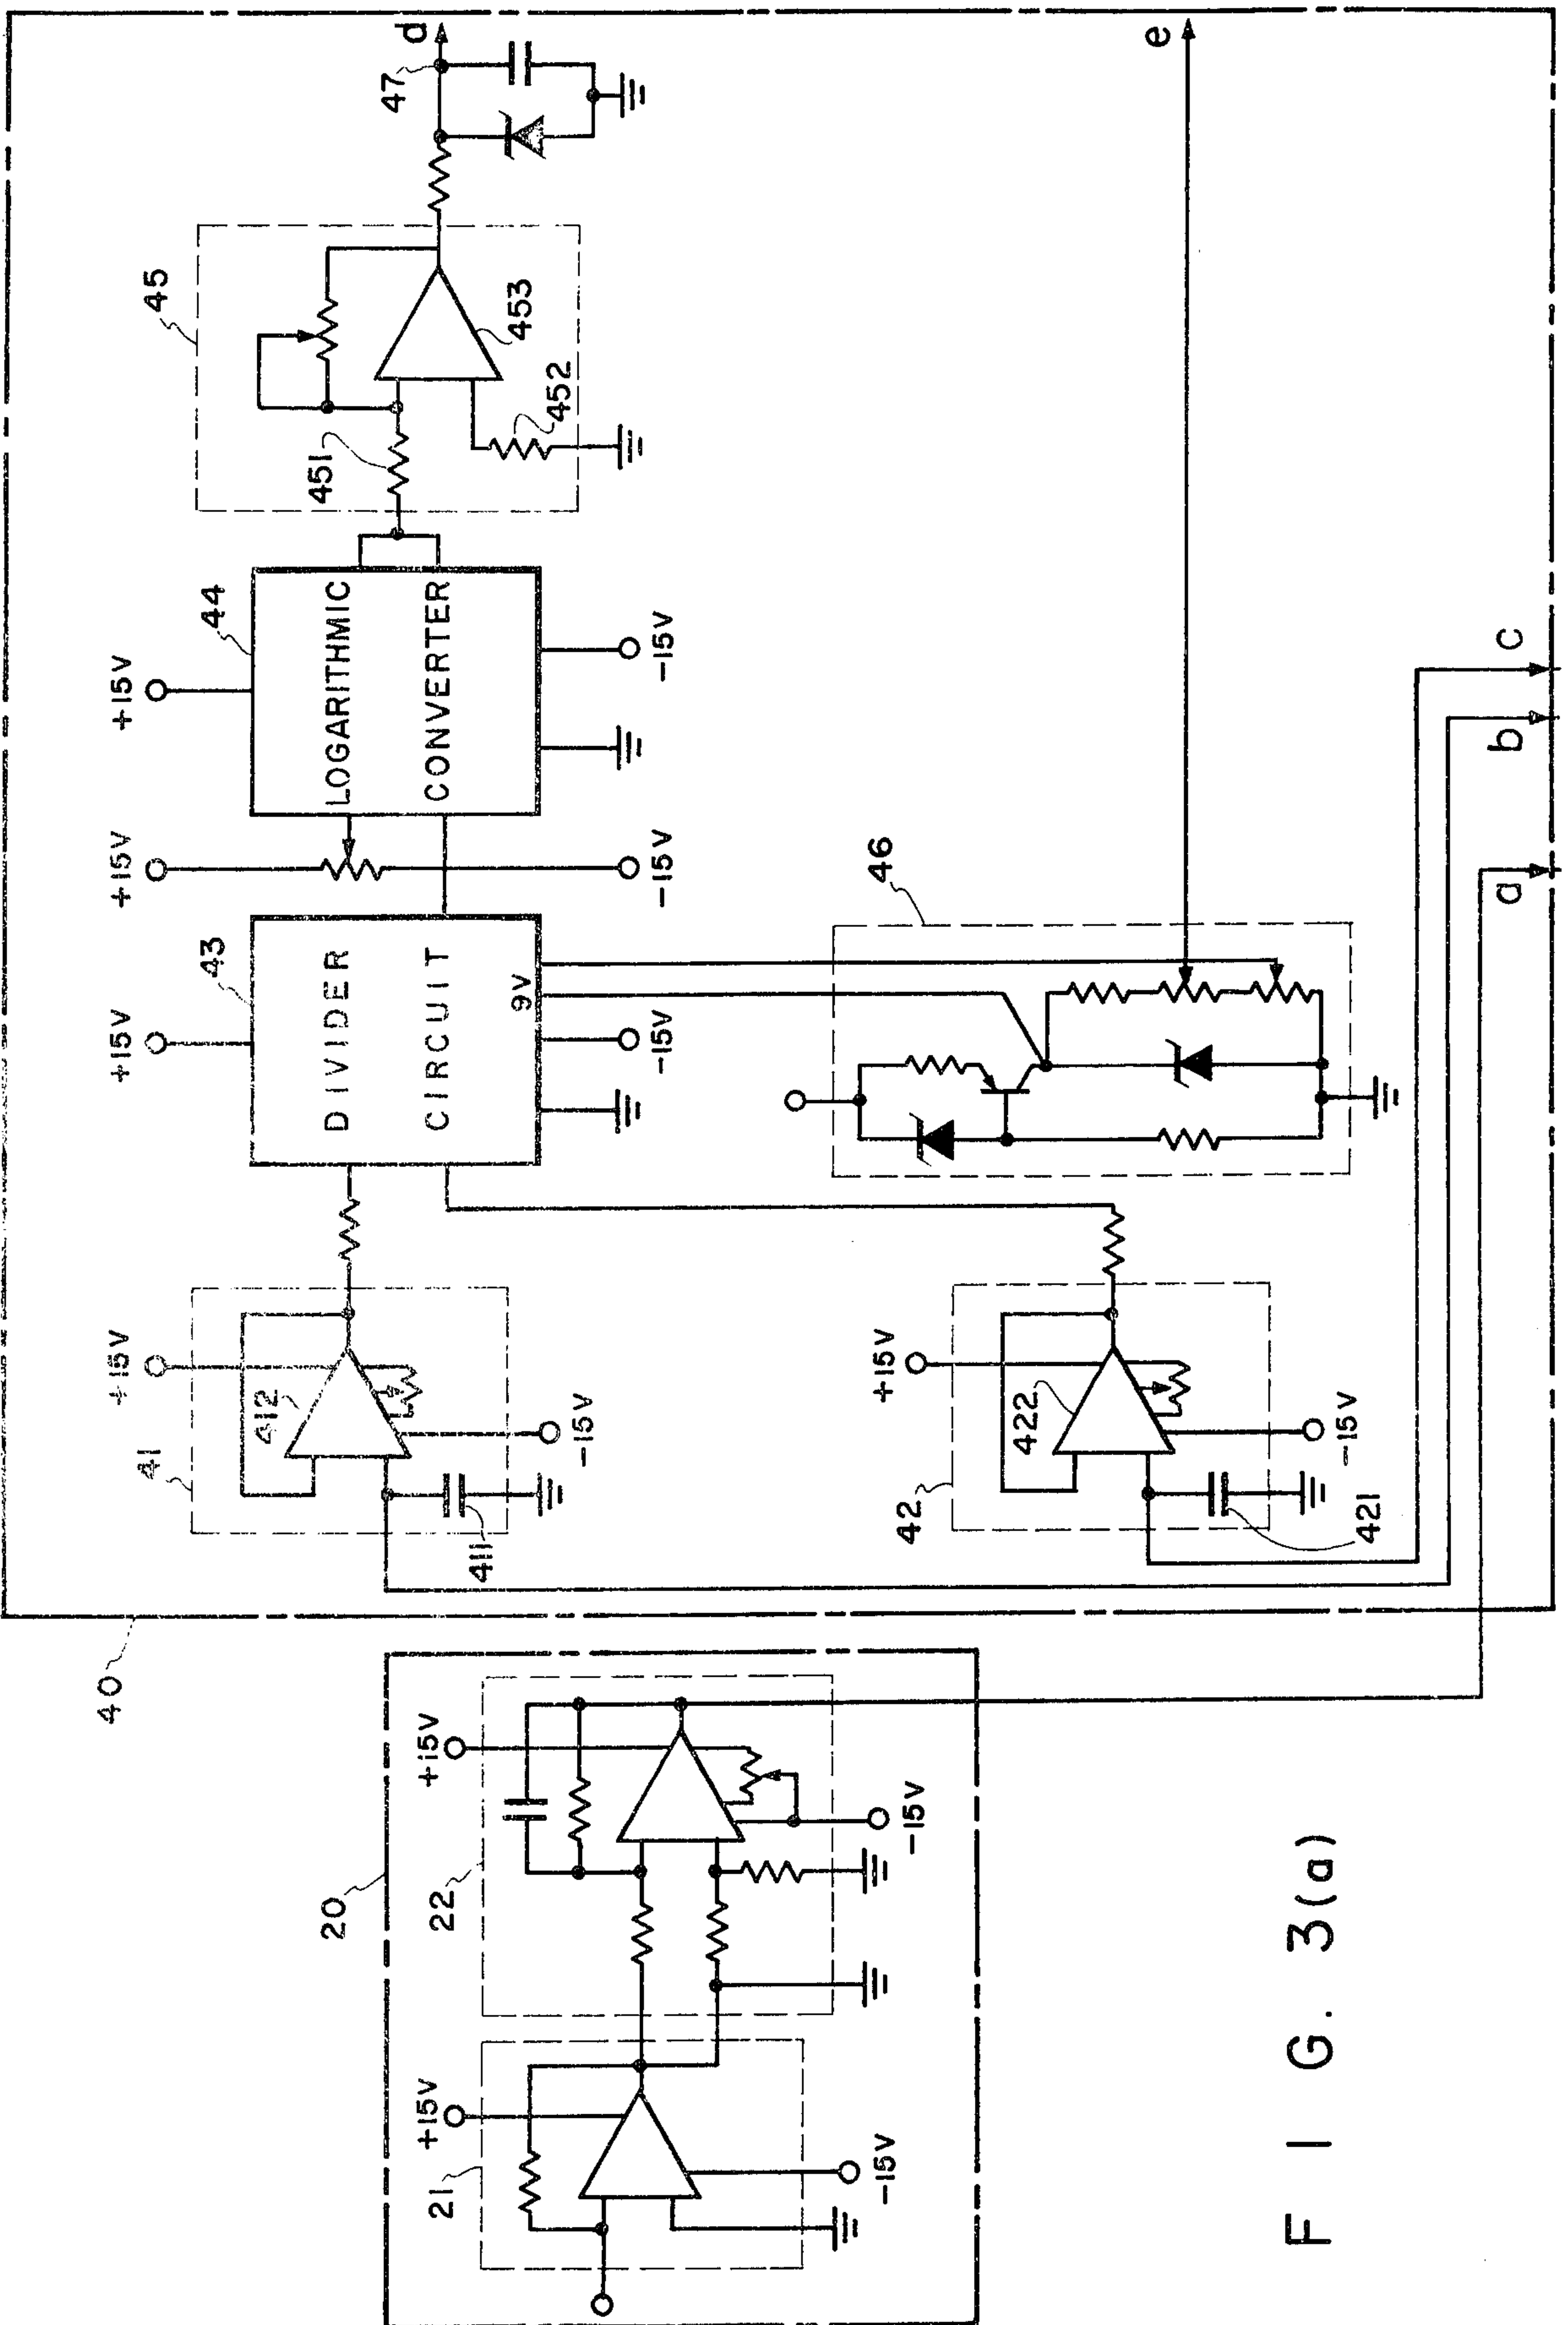 40
+15V
41
412
411
-15V
+15V
43
DIVIDER
CIRCUIT
9V
-15V
+15V
-15V
+15V
44
LOGARITHMIC
CONVERTER
-15V
45
451
452
453
47
d
+15V
42
422
421
-15V
46
e
a
b
c
20
21
+15V
-15V
22
+15V
-15V
FIG. 3(a)